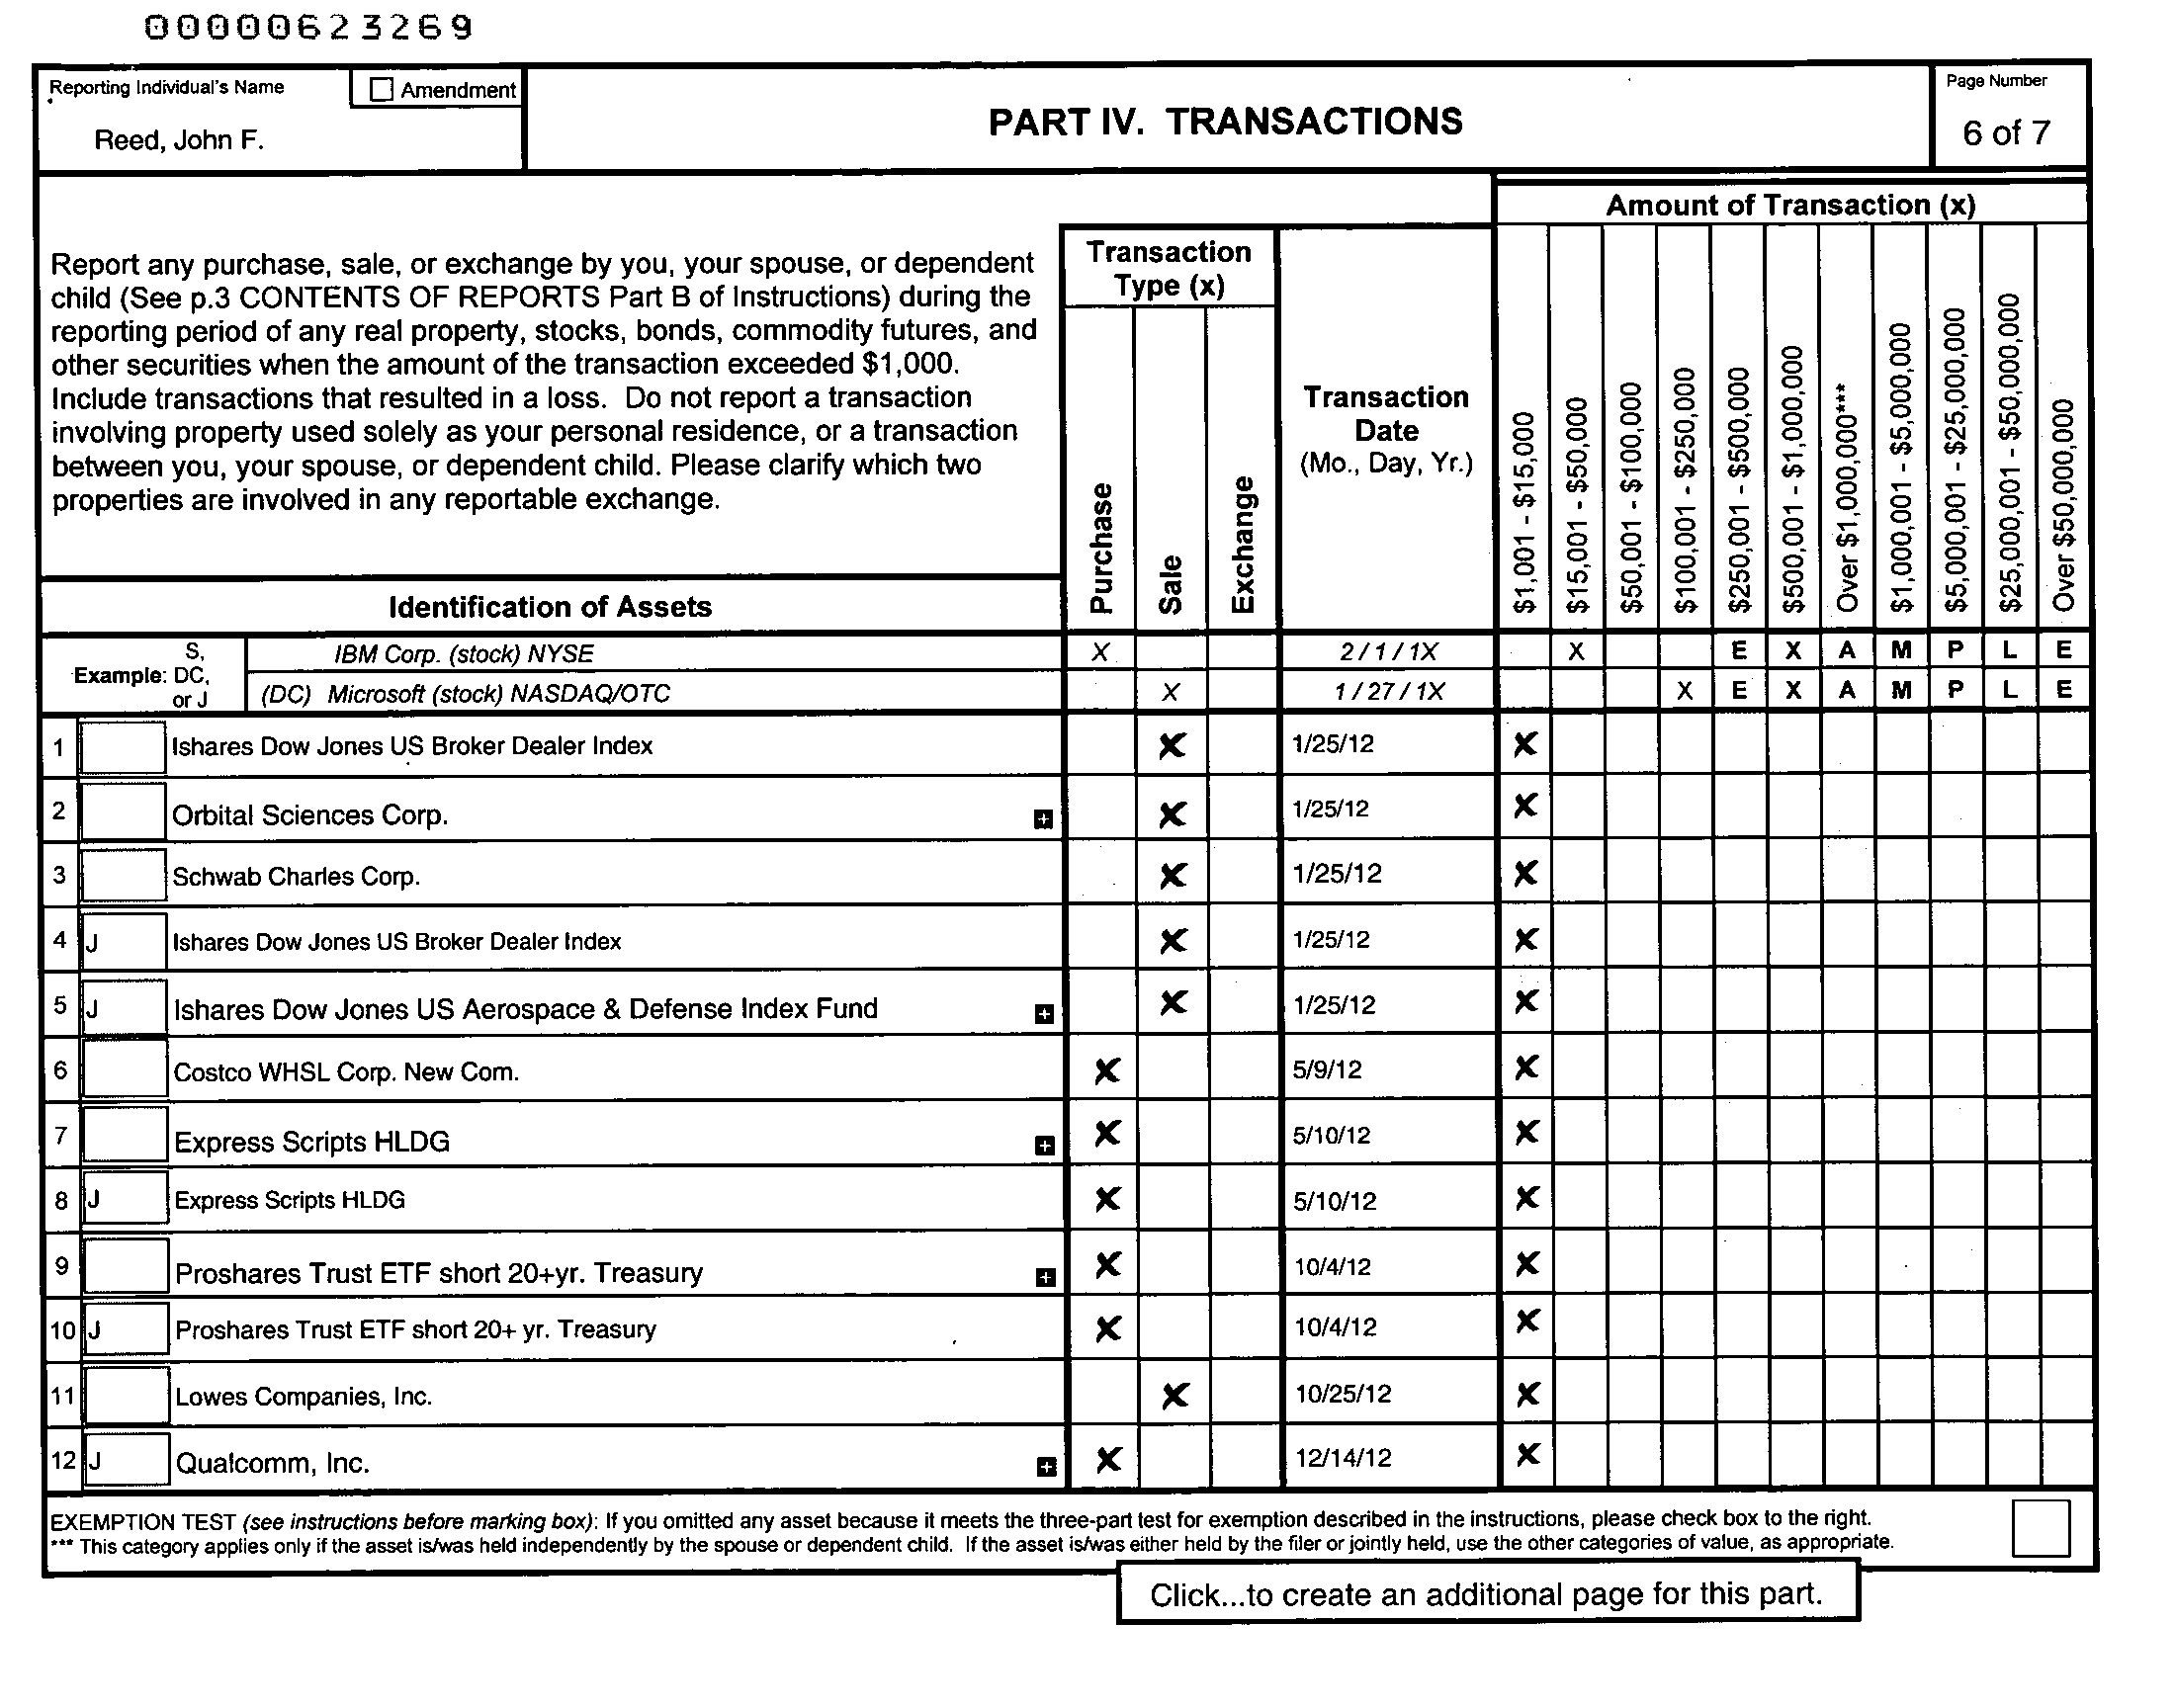 00000623269
Reporting Individual's Name
Amendment
Reed, John F.
PART IV.  TRANSACTIONS
Page Number
6 of 7
Report any purchase, sale, or exchange by you, your spouse, or dependent
child (See p.3 CONTENTS OF REPORTS Part B of Instructions) during the
reporting period of any real property, stocks, bonds, commodity futures, and
other securities when the amount of the transaction exceeded $1,000.
Include transactions that resulted in a loss.  Do not report a transaction
involving property used solely as your personal residence, or a transaction
between you, your spouse, or dependent child. Please clarify which two
properties are involved in any reportable exchange.
Identification of Assets
Transaction
Type (x)
Purchase
Sale
Exchange
Transaction
Date
(Mo., Day, Yr.)
Amount of Transaction (x)
$1,001 - $15,000
$15,001 - $50,000
$50,001 - $100,000
$100,001 - $250,000
$250,001 - $500,000
$500,001 - $1,000,000
Over $1,000,000***
$1,000,001 - $5,000,000
$5,000,001 - $25,000,000
$25,000,001 - $50,000,000
Over $50,000,000
Example:
S,
DC,
or J
IBM Corp. (stock) NYSE X 2 / 1 / 1X X E X A M P L E
(DC)  Microsoft (stock) NASDAQ/OTC X 1 / 27 / 1X X E X A M P L E
1 Ishares Dow Jones US Broker Dealer Index X 1/25/12 X
2 Orbital Sciences Corp. + X 1/25/12 X
3 Schwab Charles Corp. X 1/25/12 X
4 J Ishares Dow Jones US Broker Dealer Index X 1/25/12 X
5 J Ishares Dow Jones US Aerospace & Defense Index Fund + X 1/25/12 X
6 Costco WHSL Corp. New Com. X 5/9/12 X
7 Express Scripts HLDG + X 5/10/12 X
8 J Express Scripts HLDG X 5/10/12 X
9 Proshares Trust ETF short 20+yr. Treasury + X 10/4/12 X
10 J Proshares Trust ETF short 20+ yr. Treasury X 10/4/12 X
11 Lowes Companies, Inc. X 10/25/12 X
12 J Qualcomm, Inc. + X 12/14/12 X
EXEMPTION TEST (see instructions before marking box): If you omitted any asset because it meets the three-part test for exemption described in the instructions, please check box to the right.
*** This category applies only if the asset is/was held independently by the spouse or dependent child.  If the asset is/was either held by the filer or jointly held, use the other categories of value, as appropriate.
Click...to create an additional page for this part.